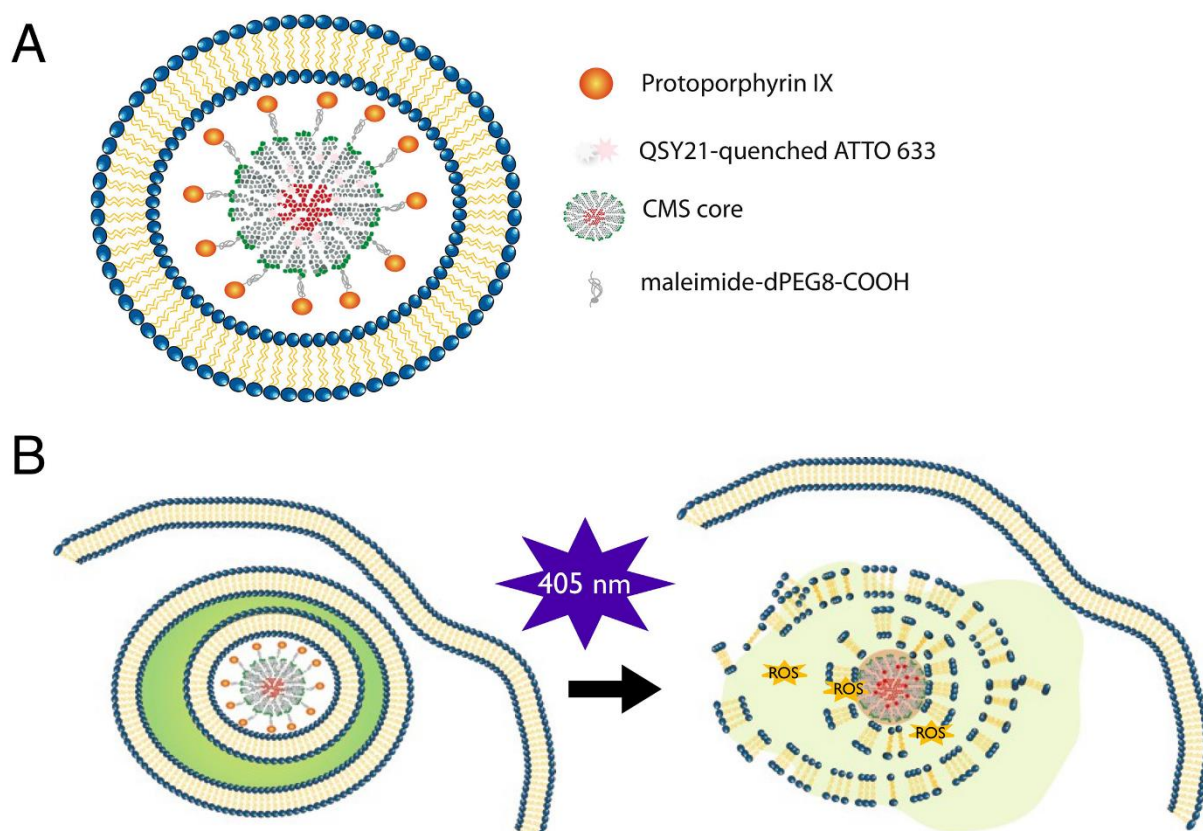 A
Protoporphyrin IX
QSY21-quenched ATTO 633
CMS core
maleimide-dPEG8-COOH
B
405 nm
ROS
ROS
ROS